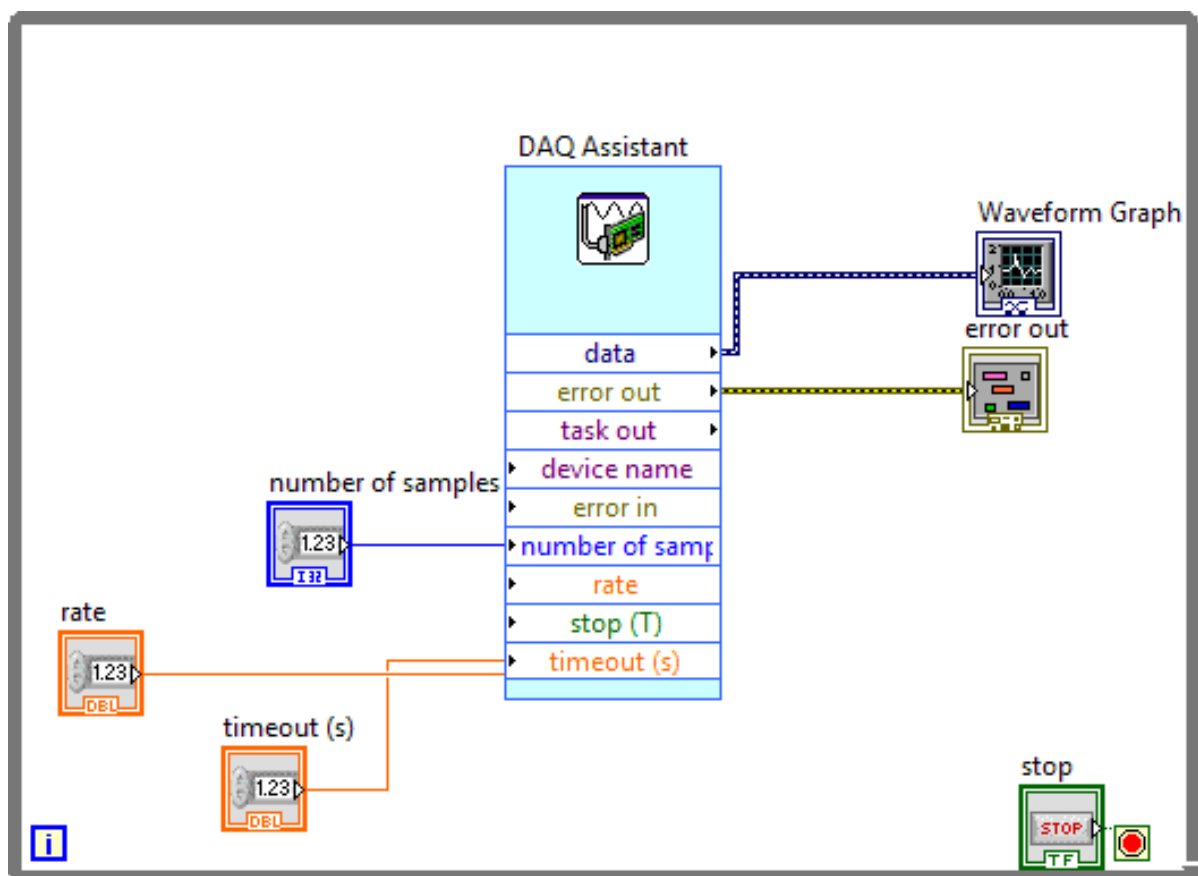 DAQ Assistant
data
error out
task out
device name
error in
number of samp
rate
stop (T)
timeout (s)
Waveform Graph
error out
number of samples
1.23
I32
rate
1.23
DBL
timeout (s)
1.23
DBL
stop
STOP
TF
i